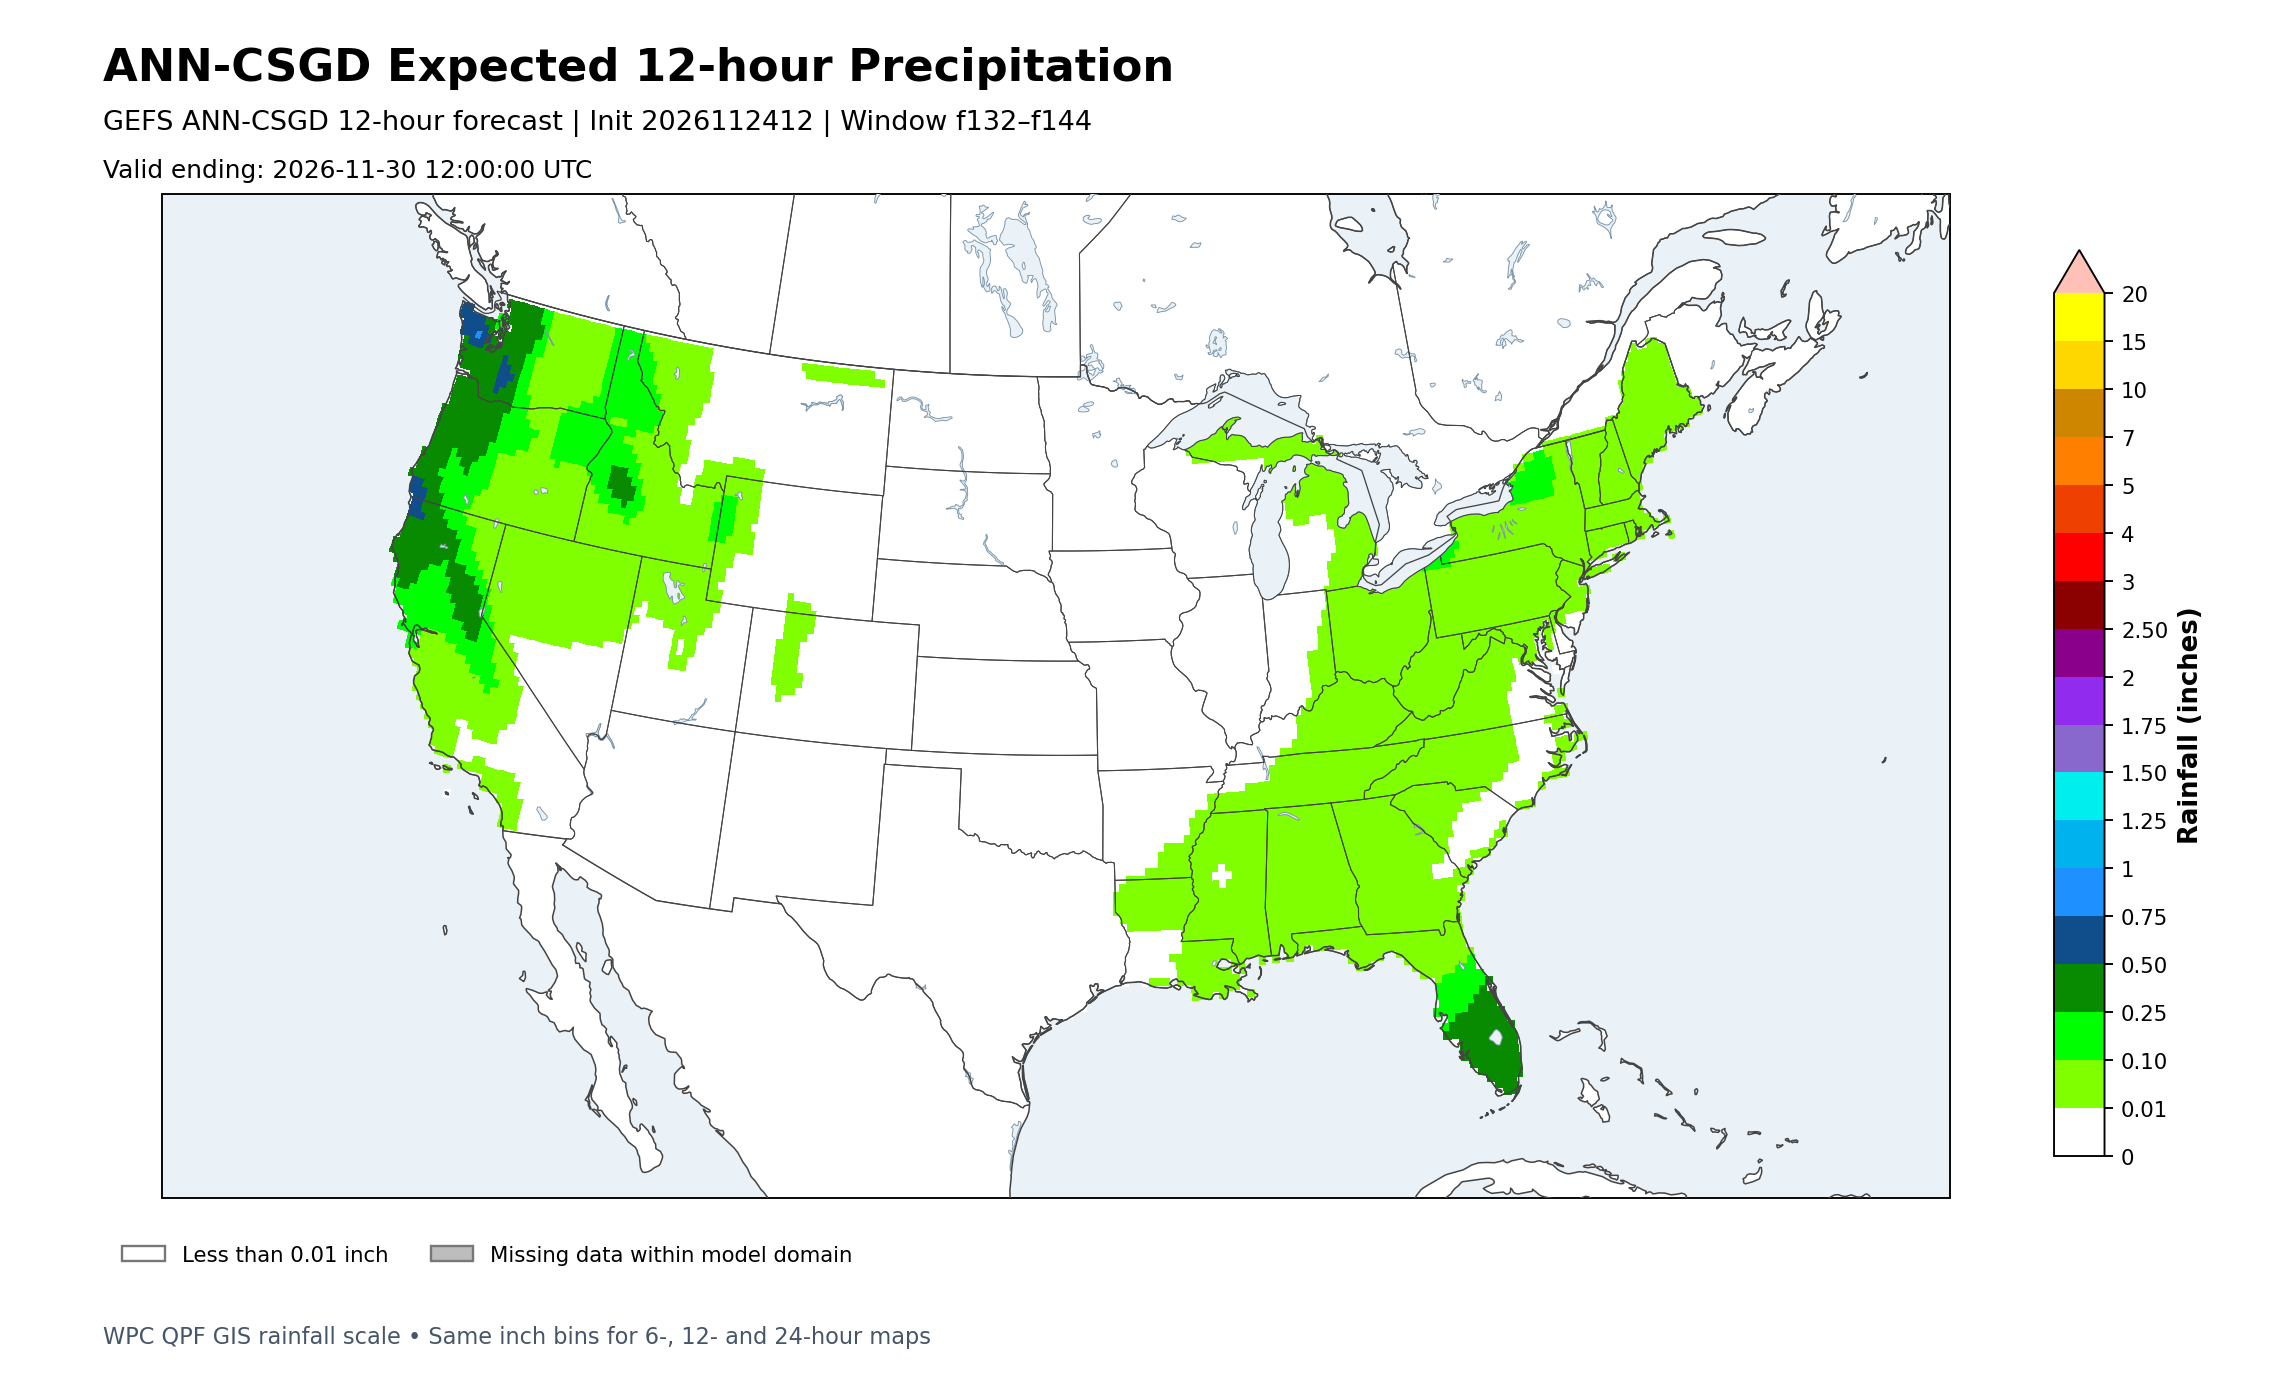 ANN-CSGD Expected 12-hour Precipitation
GEFS ANN-CSGD 12-hour forecast | Init 2026112412 | Window f132–f144
Valid ending: 2026-11-30 12:00:00 UTC
20
15
10
7
5
4
3
2.50
2
1.75
1.50
1.25
1
0.75
0.50
0.25
0.10
0.01
0
Rainfall (inches)
Less than 0.01 inch
Missing data within model domain
WPC QPF GIS rainfall scale • Same inch bins for 6-, 12- and 24-hour maps